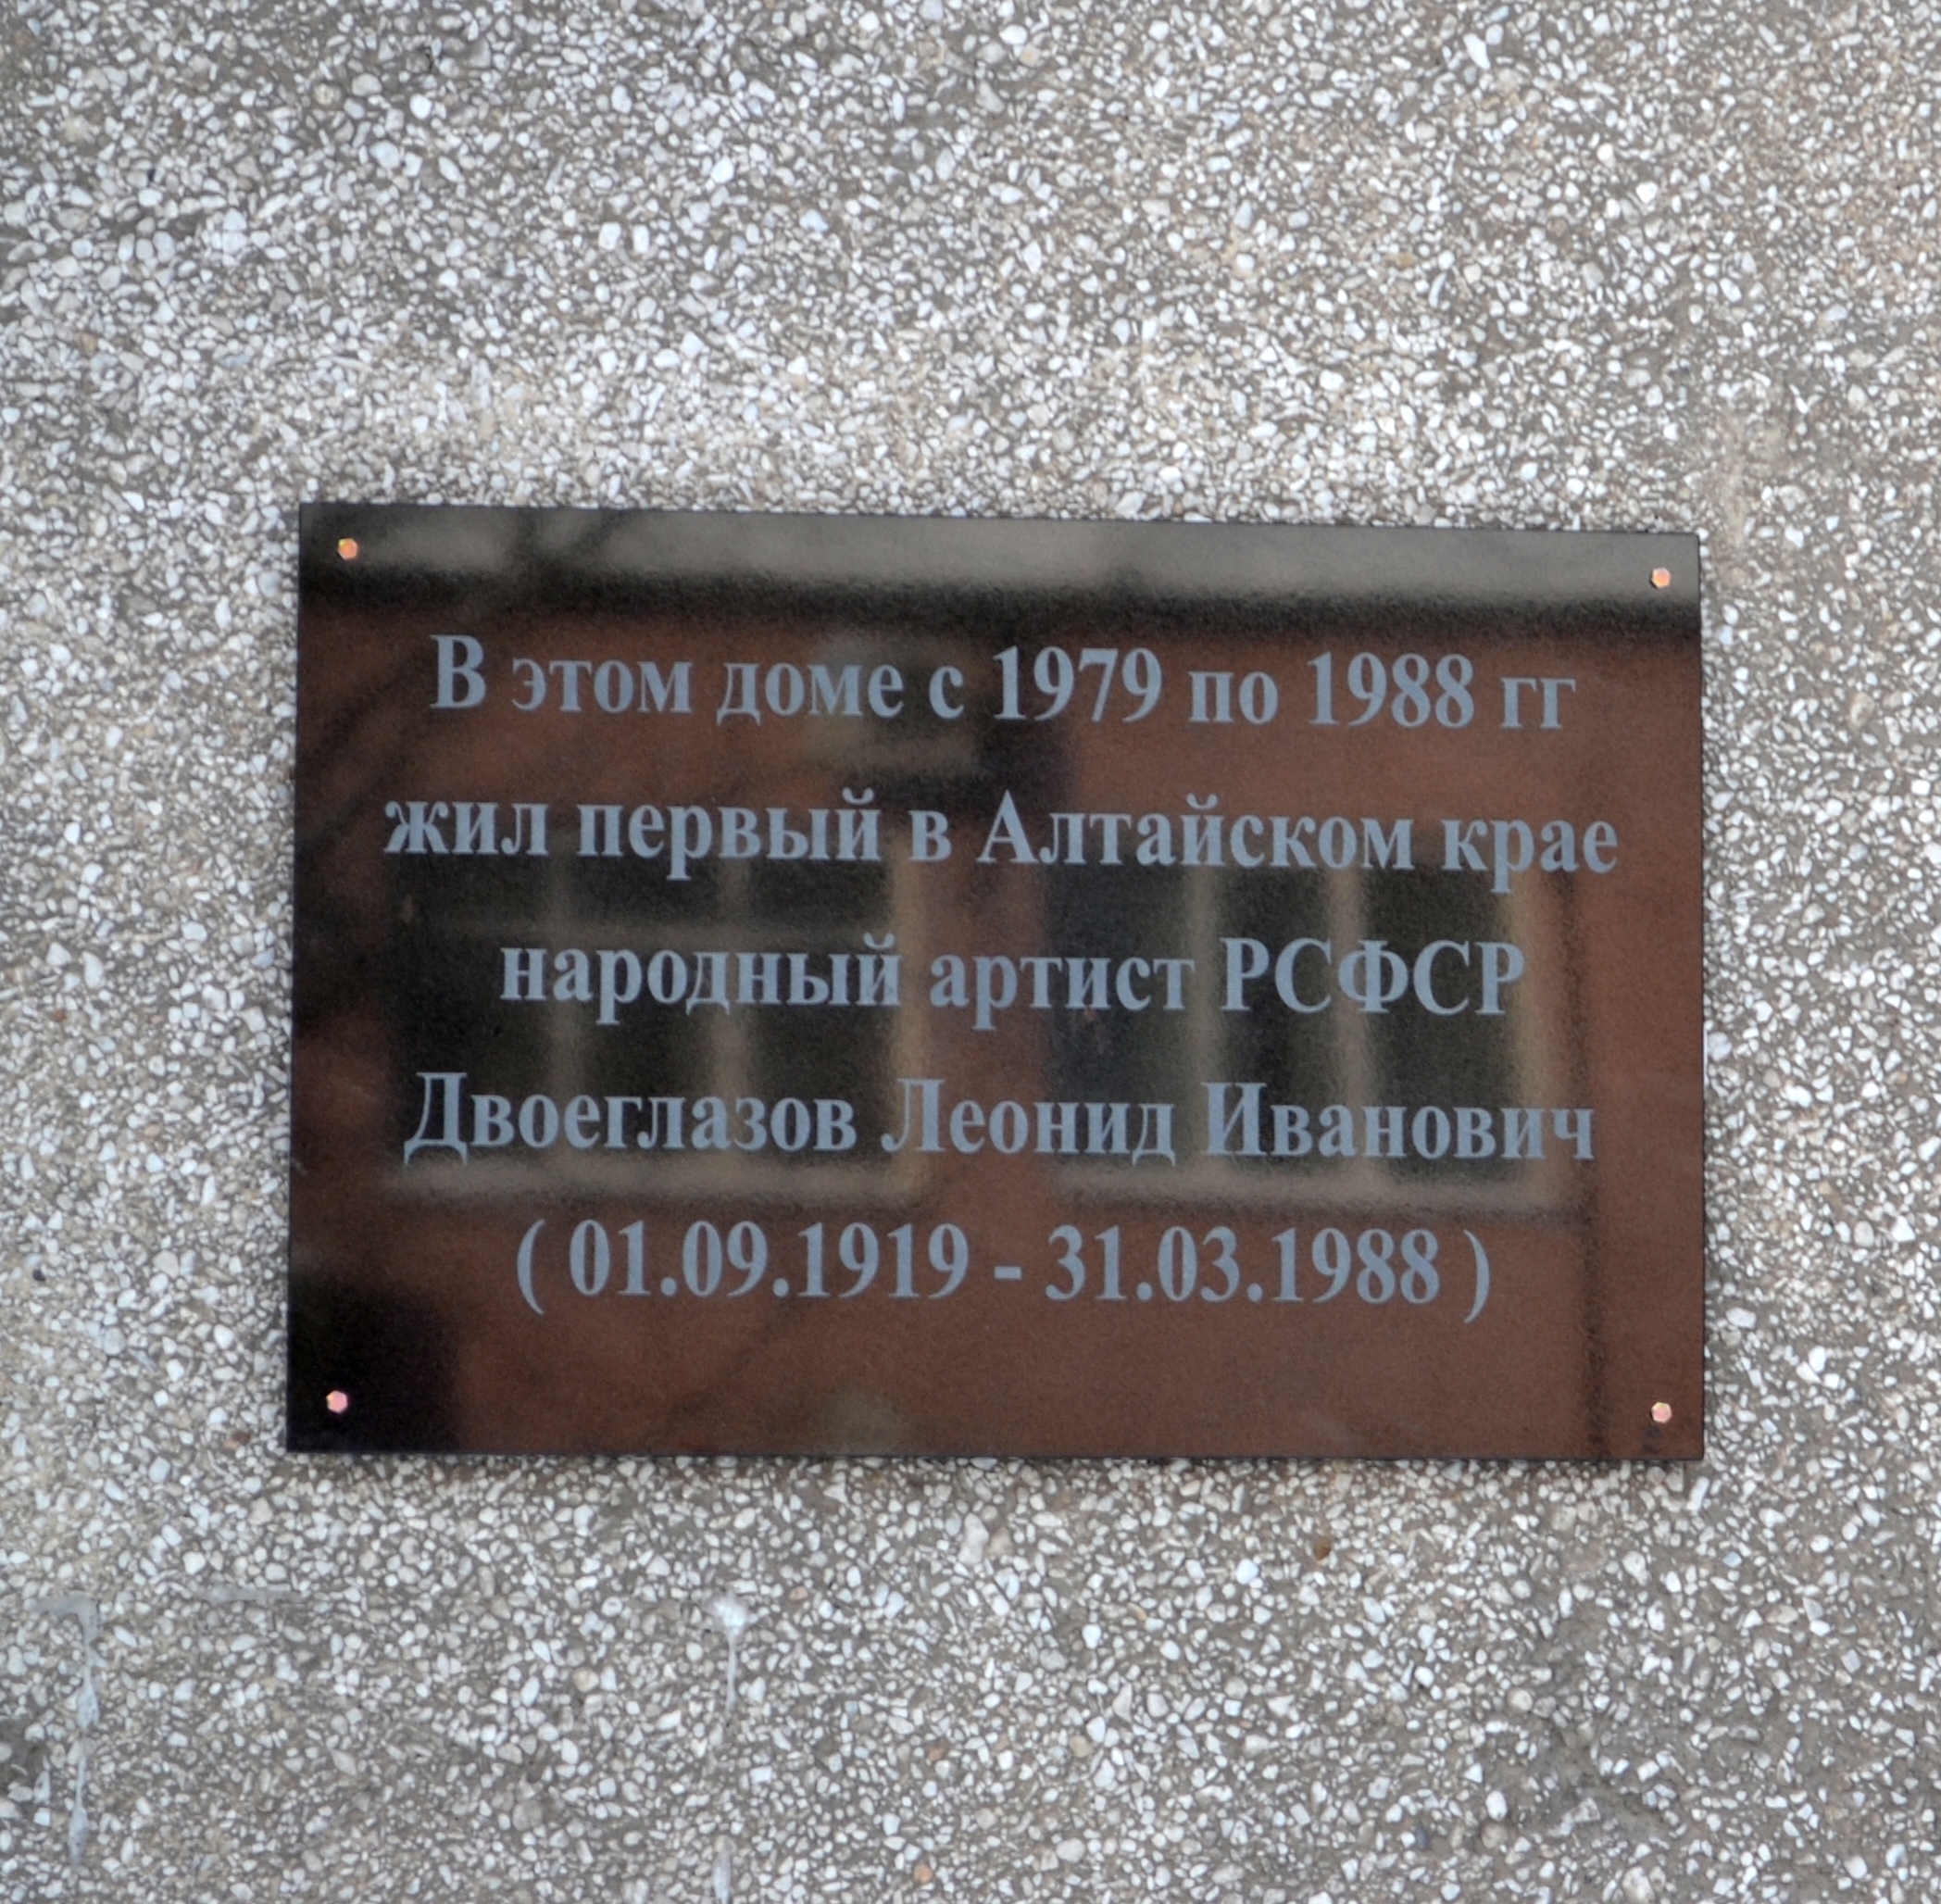 В этом доме с 1979 по 1988 гг
жил первый в Алтайском крае
народный артист РСФСР
Двоеглазов Леонид Иванович
( 01.09.1919 - 31.03.1988 )